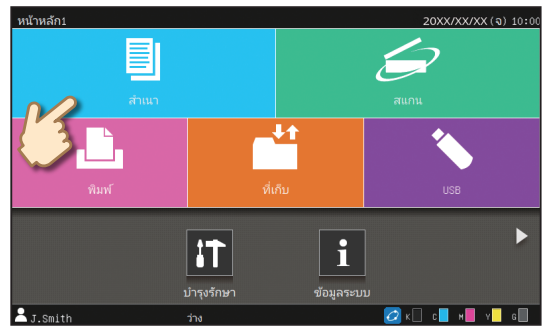 หน้าหลัก1 20XX/XX/XX (จ) 10:00
สำเนา สแกน
พิมพ์ ที่เก็บ USB
บำรุงรักษา ข้อมูลระบบ
J.Smith ว่าง K C M Y G